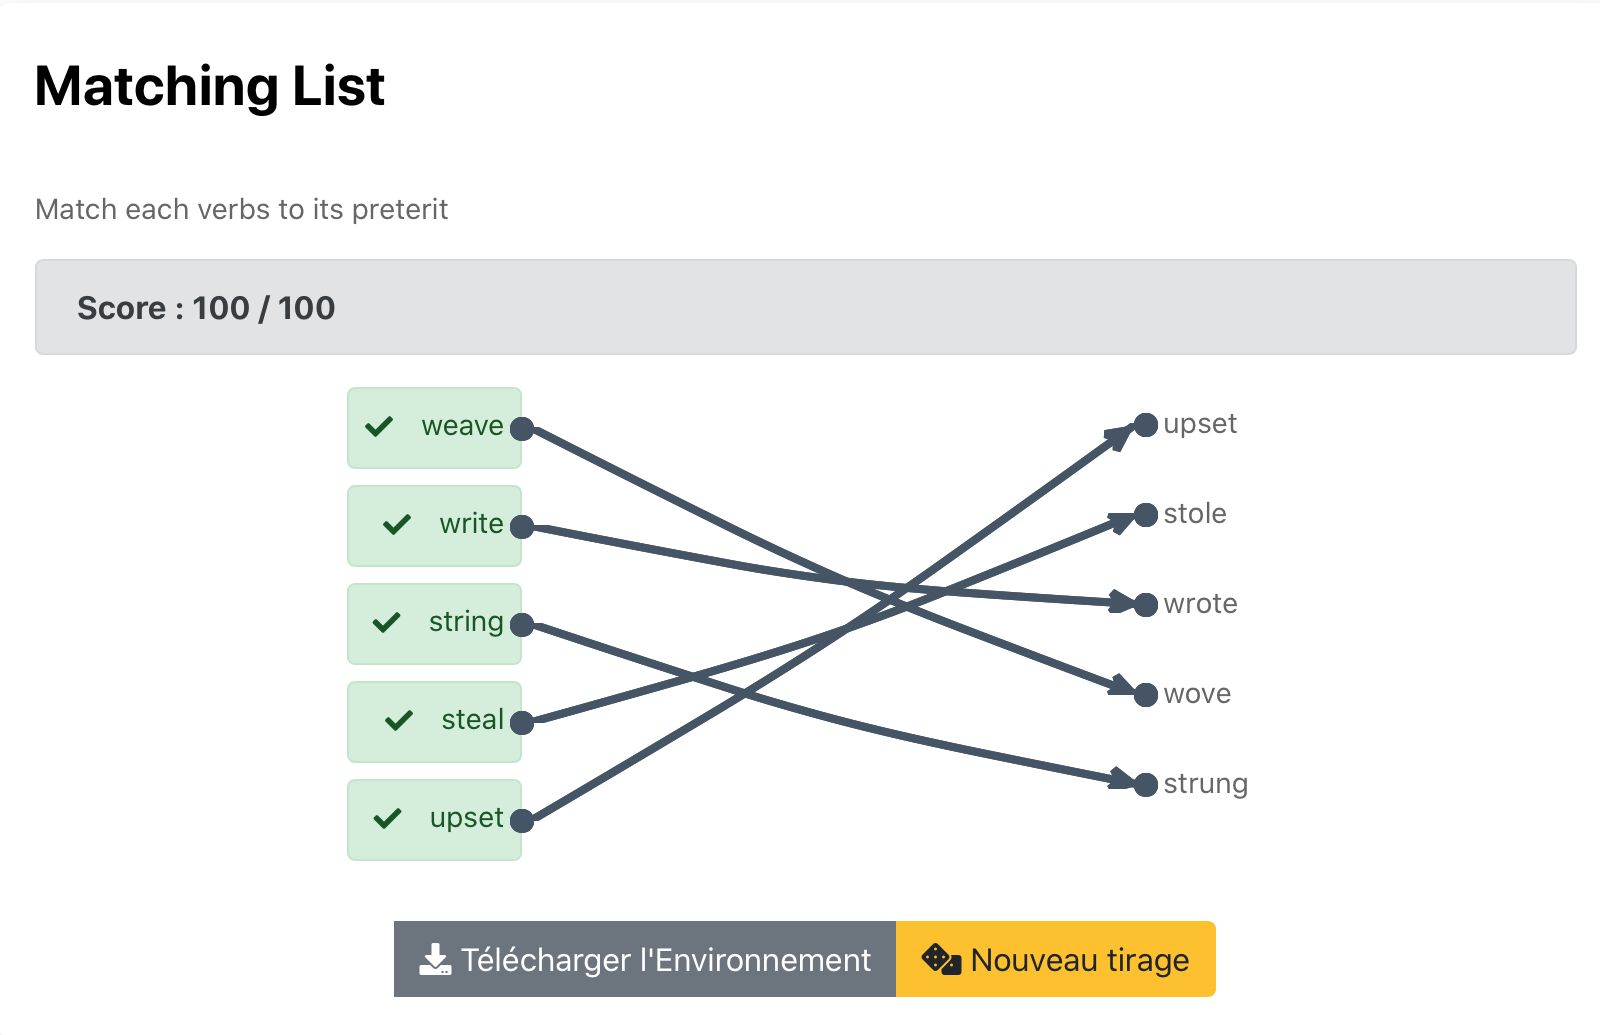 Matching List
Match each verbs to its preterit
Score : 100 / 100
weave
upset
write
stole
string
wrote
steal
wove
upset
strung
Télécharger l'Environnement
Nouveau tirage